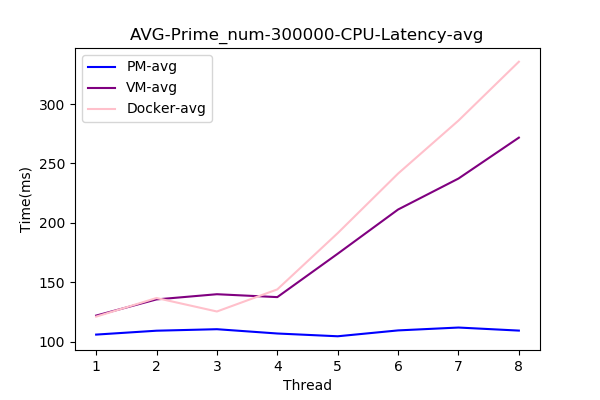 AVG-Prime_num-300000-CPU-Latency-avg
PM-avg
VM-avg
Docker-avg
Time(ms)
300
250
200
150
100
1 2 3 4 5 6 7 8
Thread